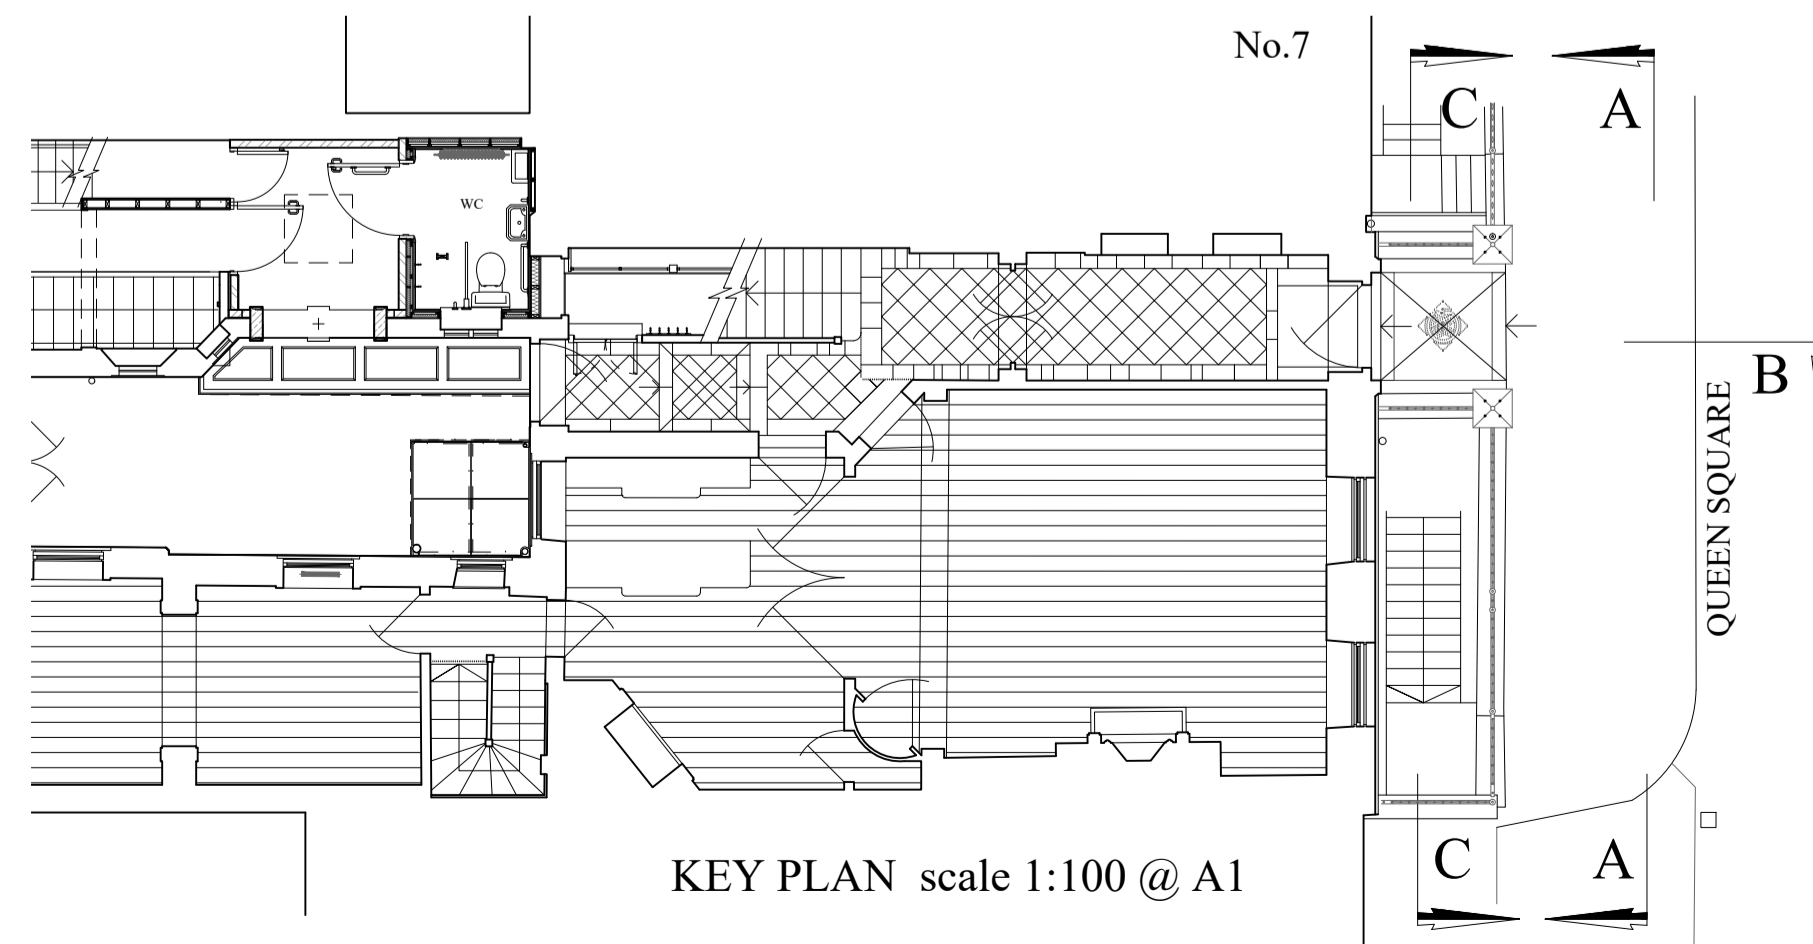 No.7
C A
WC
B
QUEEN SQUARE
KEY PLAN scale 1:100 @ A1
C A